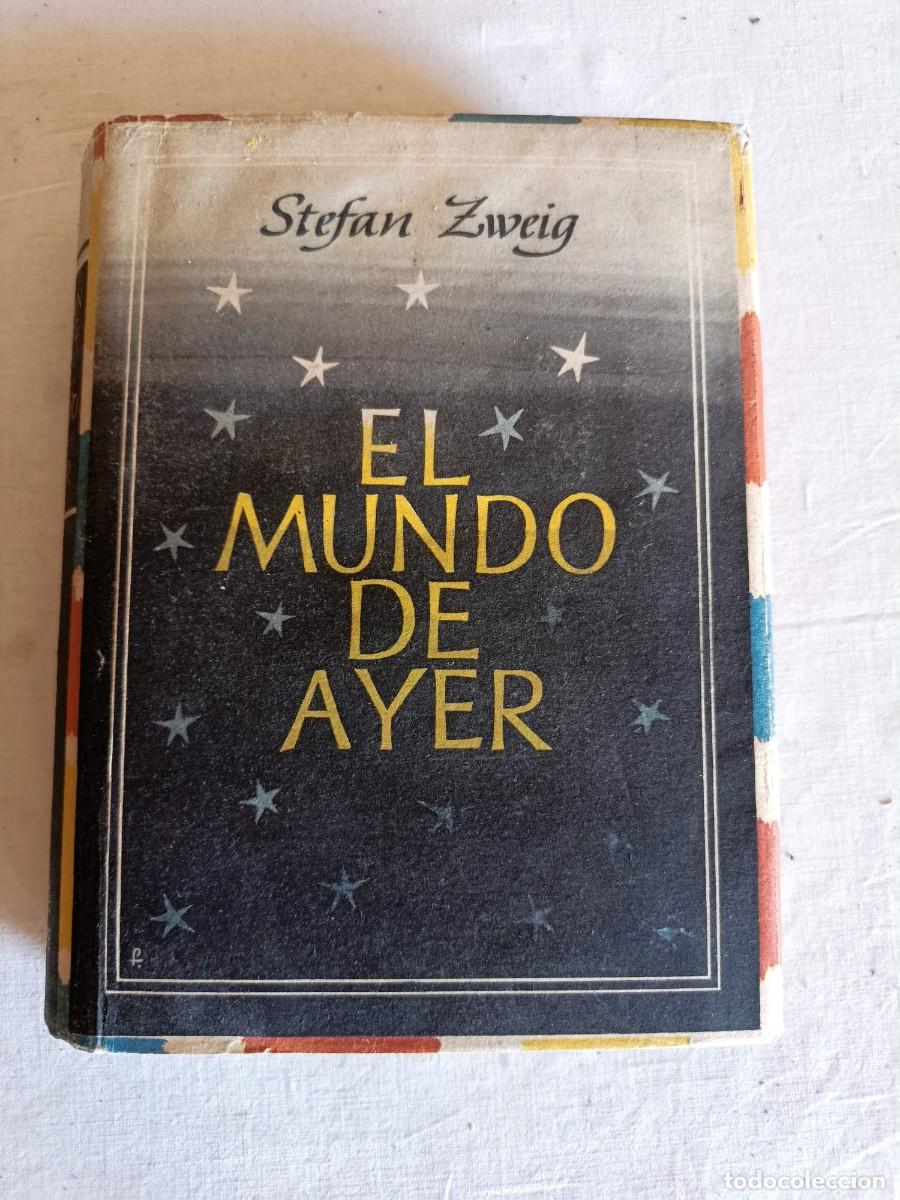 Stefan Zweig
EL
MUNDO
DE
AYER
todocoleccion